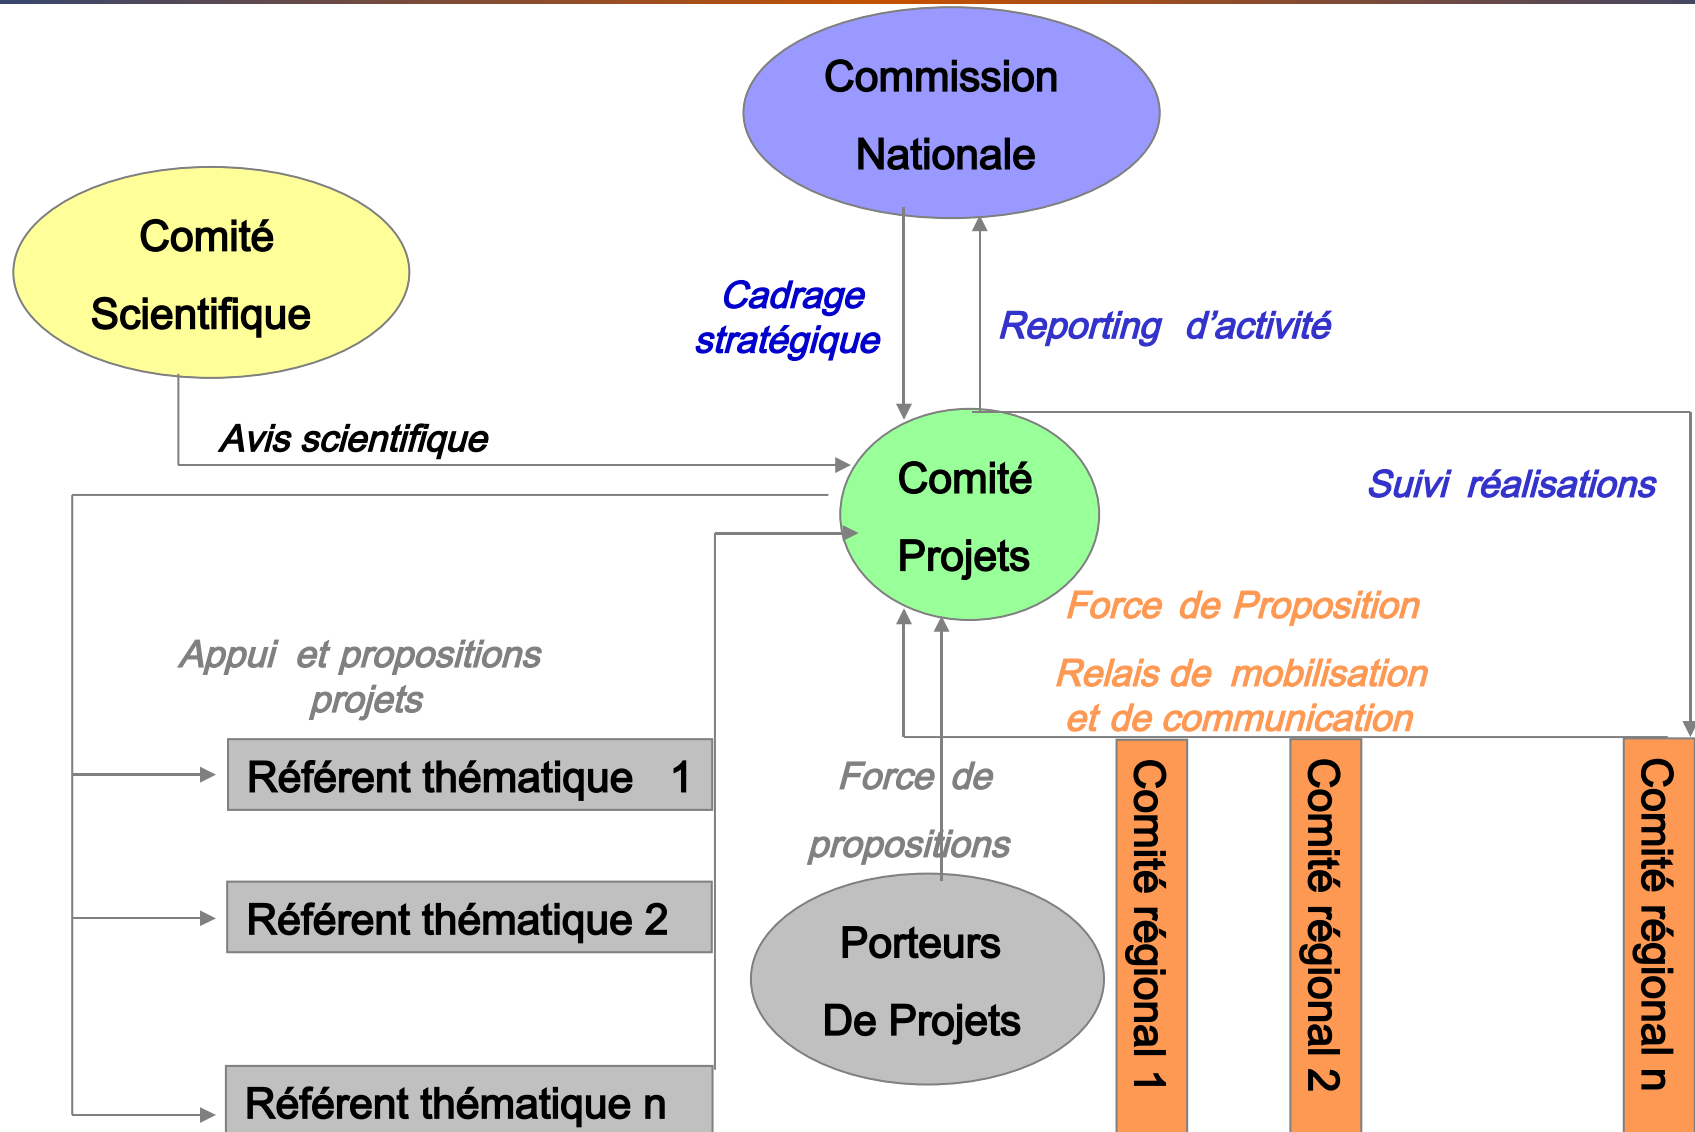 Commission
Nationale
Comité
Scientifique
Cadrage
stratégique
Reporting d’activité
Avis scientifique
Comité
Projets
Suivi réalisations
Force de Proposition
Relais de mobilisation
et de communication
Appui et propositions
projets
Référent thématique 1
Référent thématique 2
Référent thématique n
Force de
propositions
Porteurs
De Projets
Comité régional 1
Comité régional 2
Comité régional n